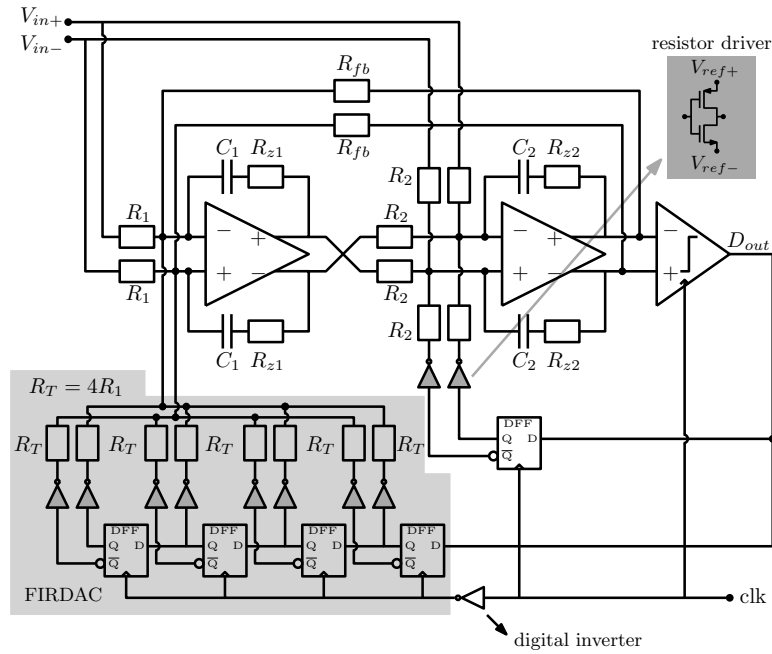 V_{in+}
V_{in−}
resistor driver
V_{ref+}
V_{ref−}
R_{fb}
R_{fb}
C_1 R_{z1}
C_2 R_{z2}
R_2
R_1
R_2
− +
− +
−
D_{out}
+ −
+ −
+
R_1
R_2
C_1 R_{z1}
R_2
C_2 R_{z2}
R_T = 4R_1
R_T R_T R_T R_T R_T
DFF
Q D
Q̅
DFF DFF DFF DFF
Q D Q D Q D Q D
Q̅ Q̅ Q̅ Q̅
FIRDAC
clk
digital inverter